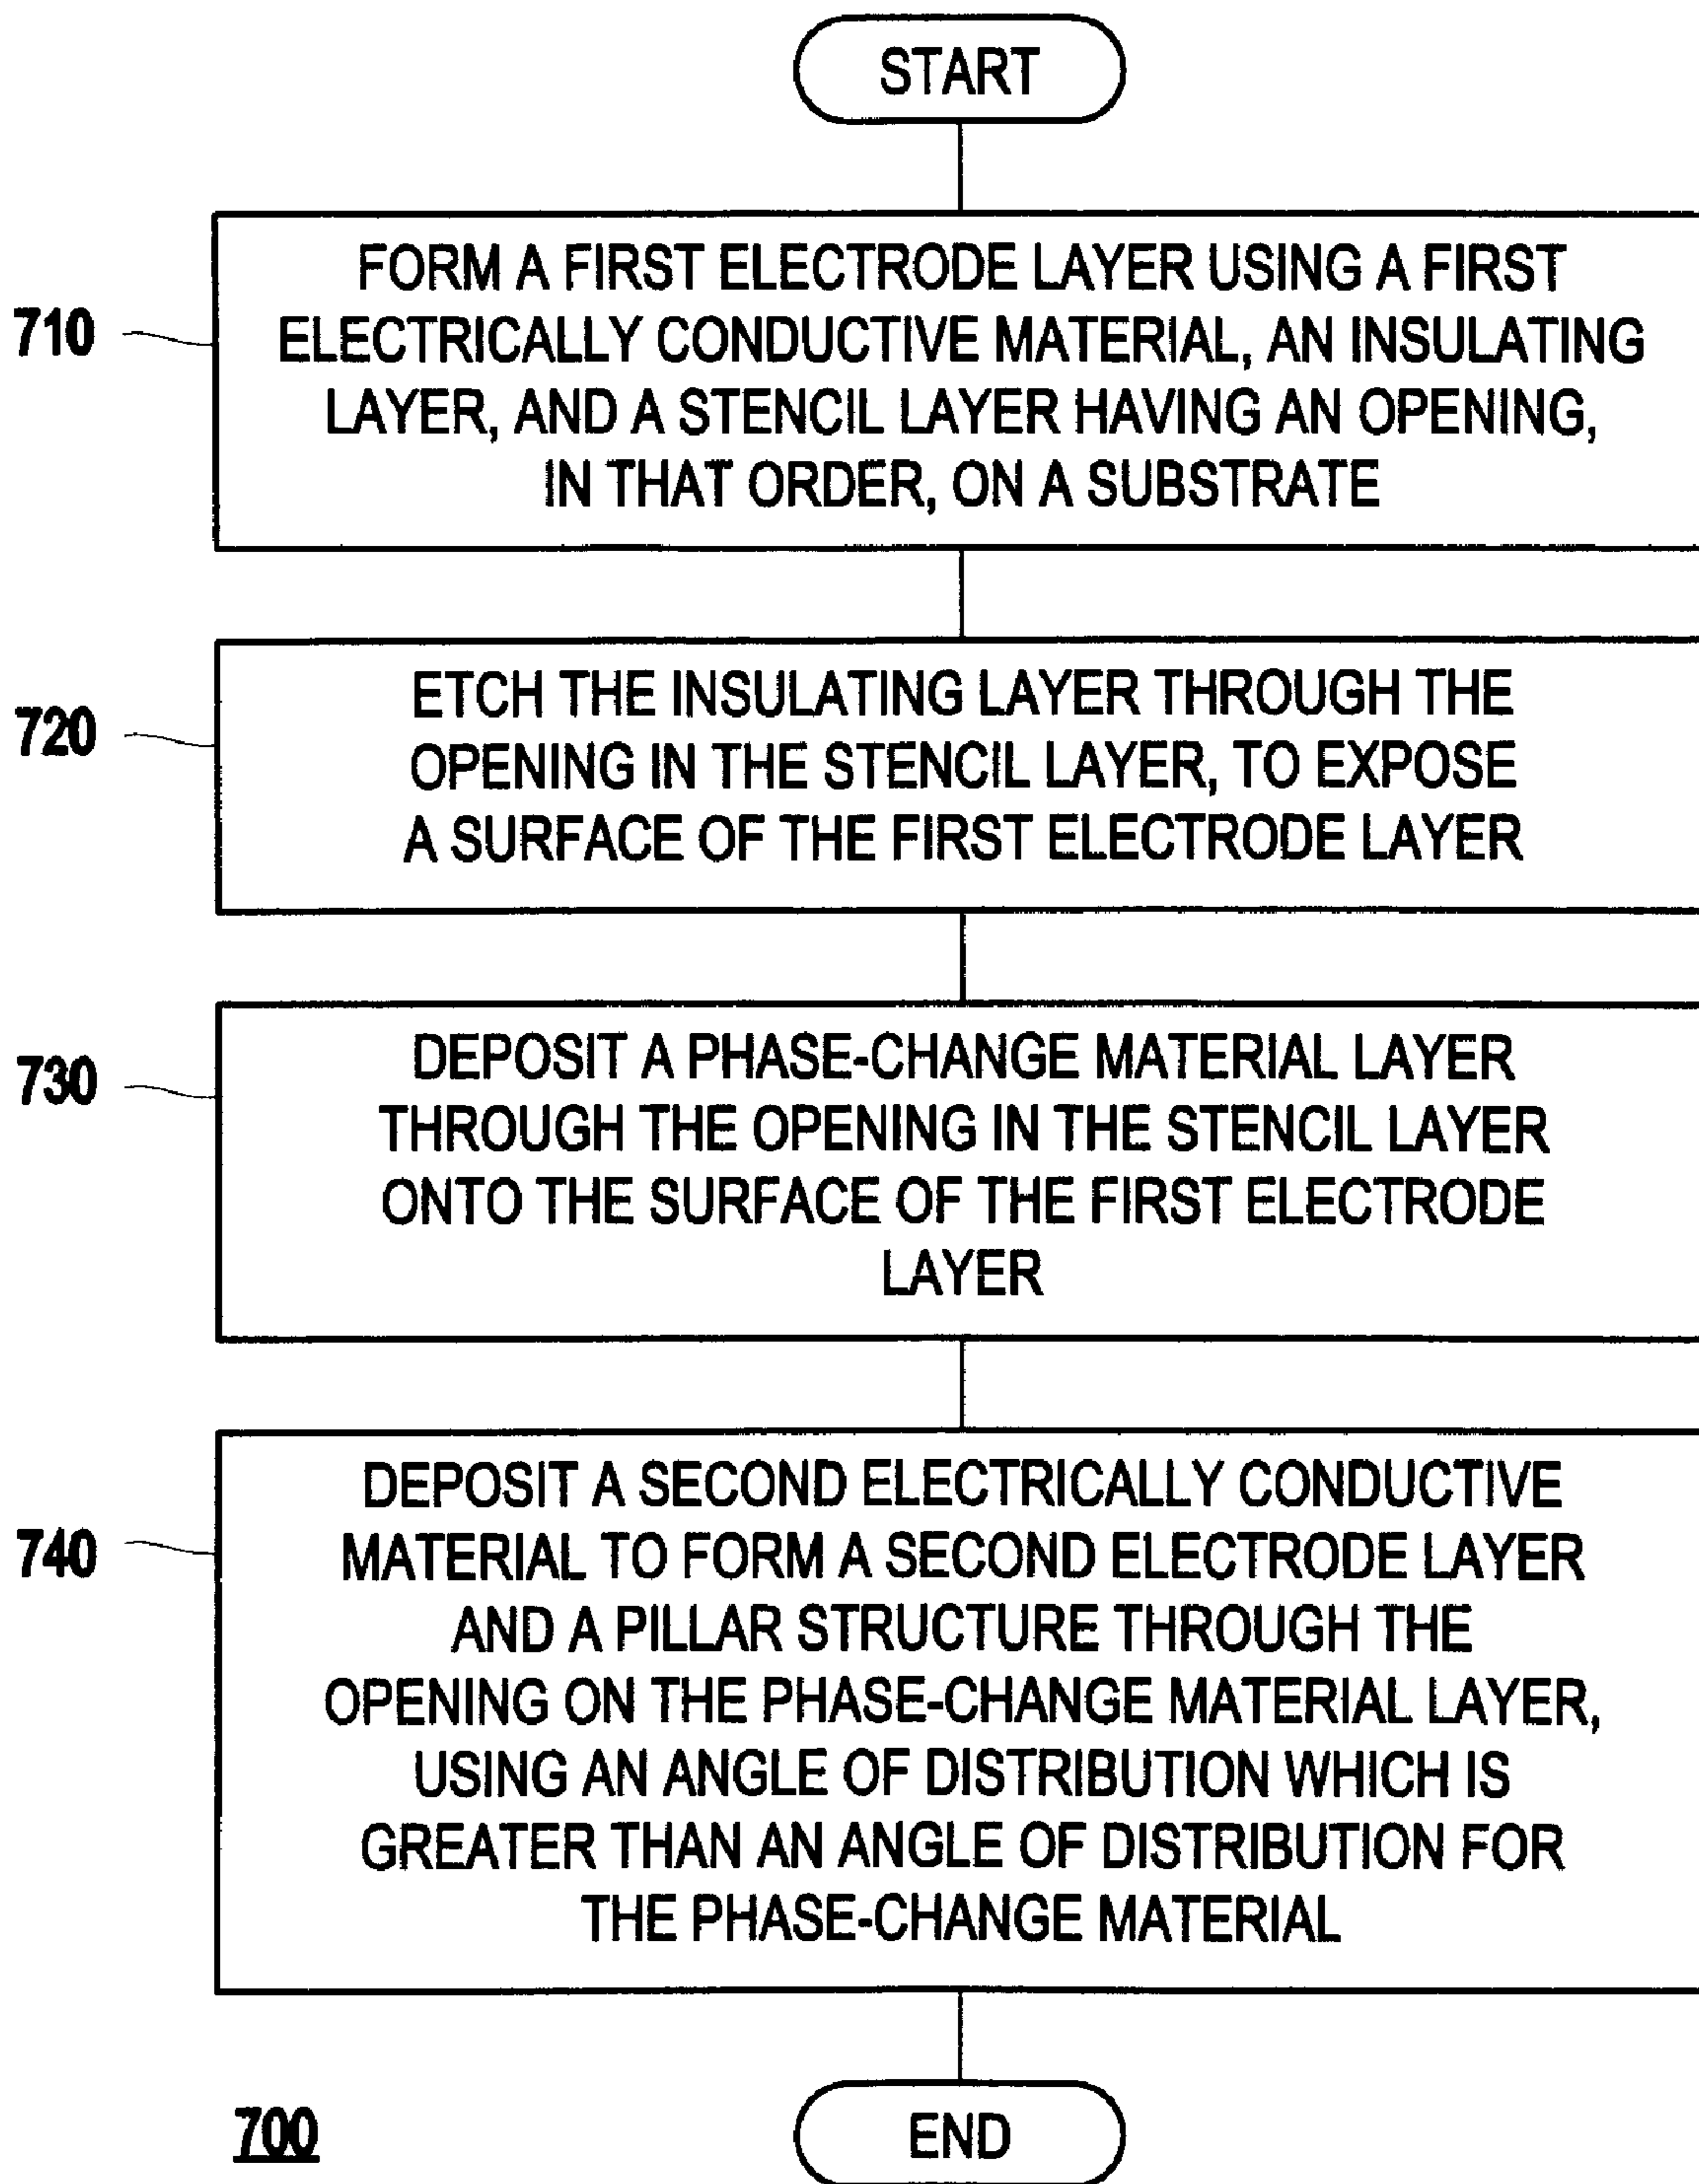 START
710
FORM A FIRST ELECTRODE LAYER USING A FIRST
ELECTRICALLY CONDUCTIVE MATERIAL, AN INSULATING
LAYER, AND A STENCIL LAYER HAVING AN OPENING,
IN THAT ORDER, ON A SUBSTRATE
720
ETCH THE INSULATING LAYER THROUGH THE
OPENING IN THE STENCIL LAYER, TO EXPOSE
A SURFACE OF THE FIRST ELECTRODE LAYER
730
DEPOSIT A PHASE-CHANGE MATERIAL LAYER
THROUGH THE OPENING IN THE STENCIL LAYER
ONTO THE SURFACE OF THE FIRST ELECTRODE
LAYER
740
DEPOSIT A SECOND ELECTRICALLY CONDUCTIVE
MATERIAL TO FORM A SECOND ELECTRODE LAYER
AND A PILLAR STRUCTURE THROUGH THE
OPENING ON THE PHASE-CHANGE MATERIAL LAYER,
USING AN ANGLE OF DISTRIBUTION WHICH IS
GREATER THAN AN ANGLE OF DISTRIBUTION FOR
THE PHASE-CHANGE MATERIAL
700
END